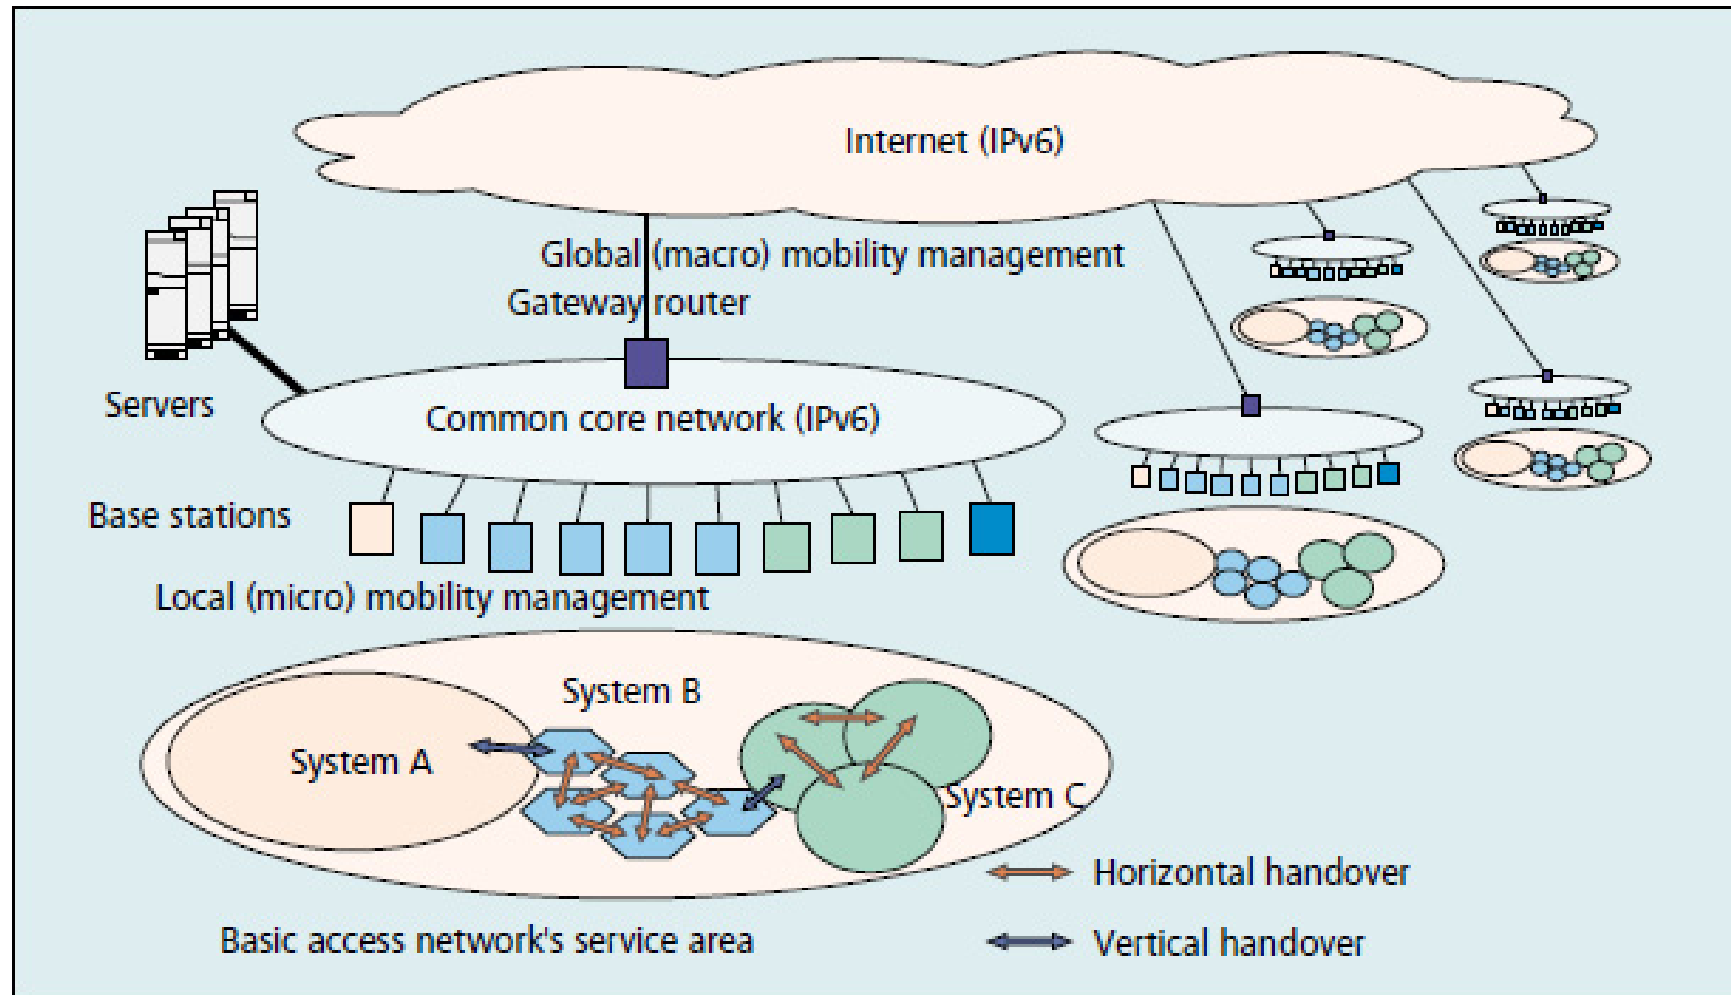 Internet (IPv6)
Global (macro) mobility management
Gateway router
Servers
Common core network (IPv6)
Base stations
Local (micro) mobility management
System B
System A
System C
Horizontal handover
Basic access network's service area
Vertical handover